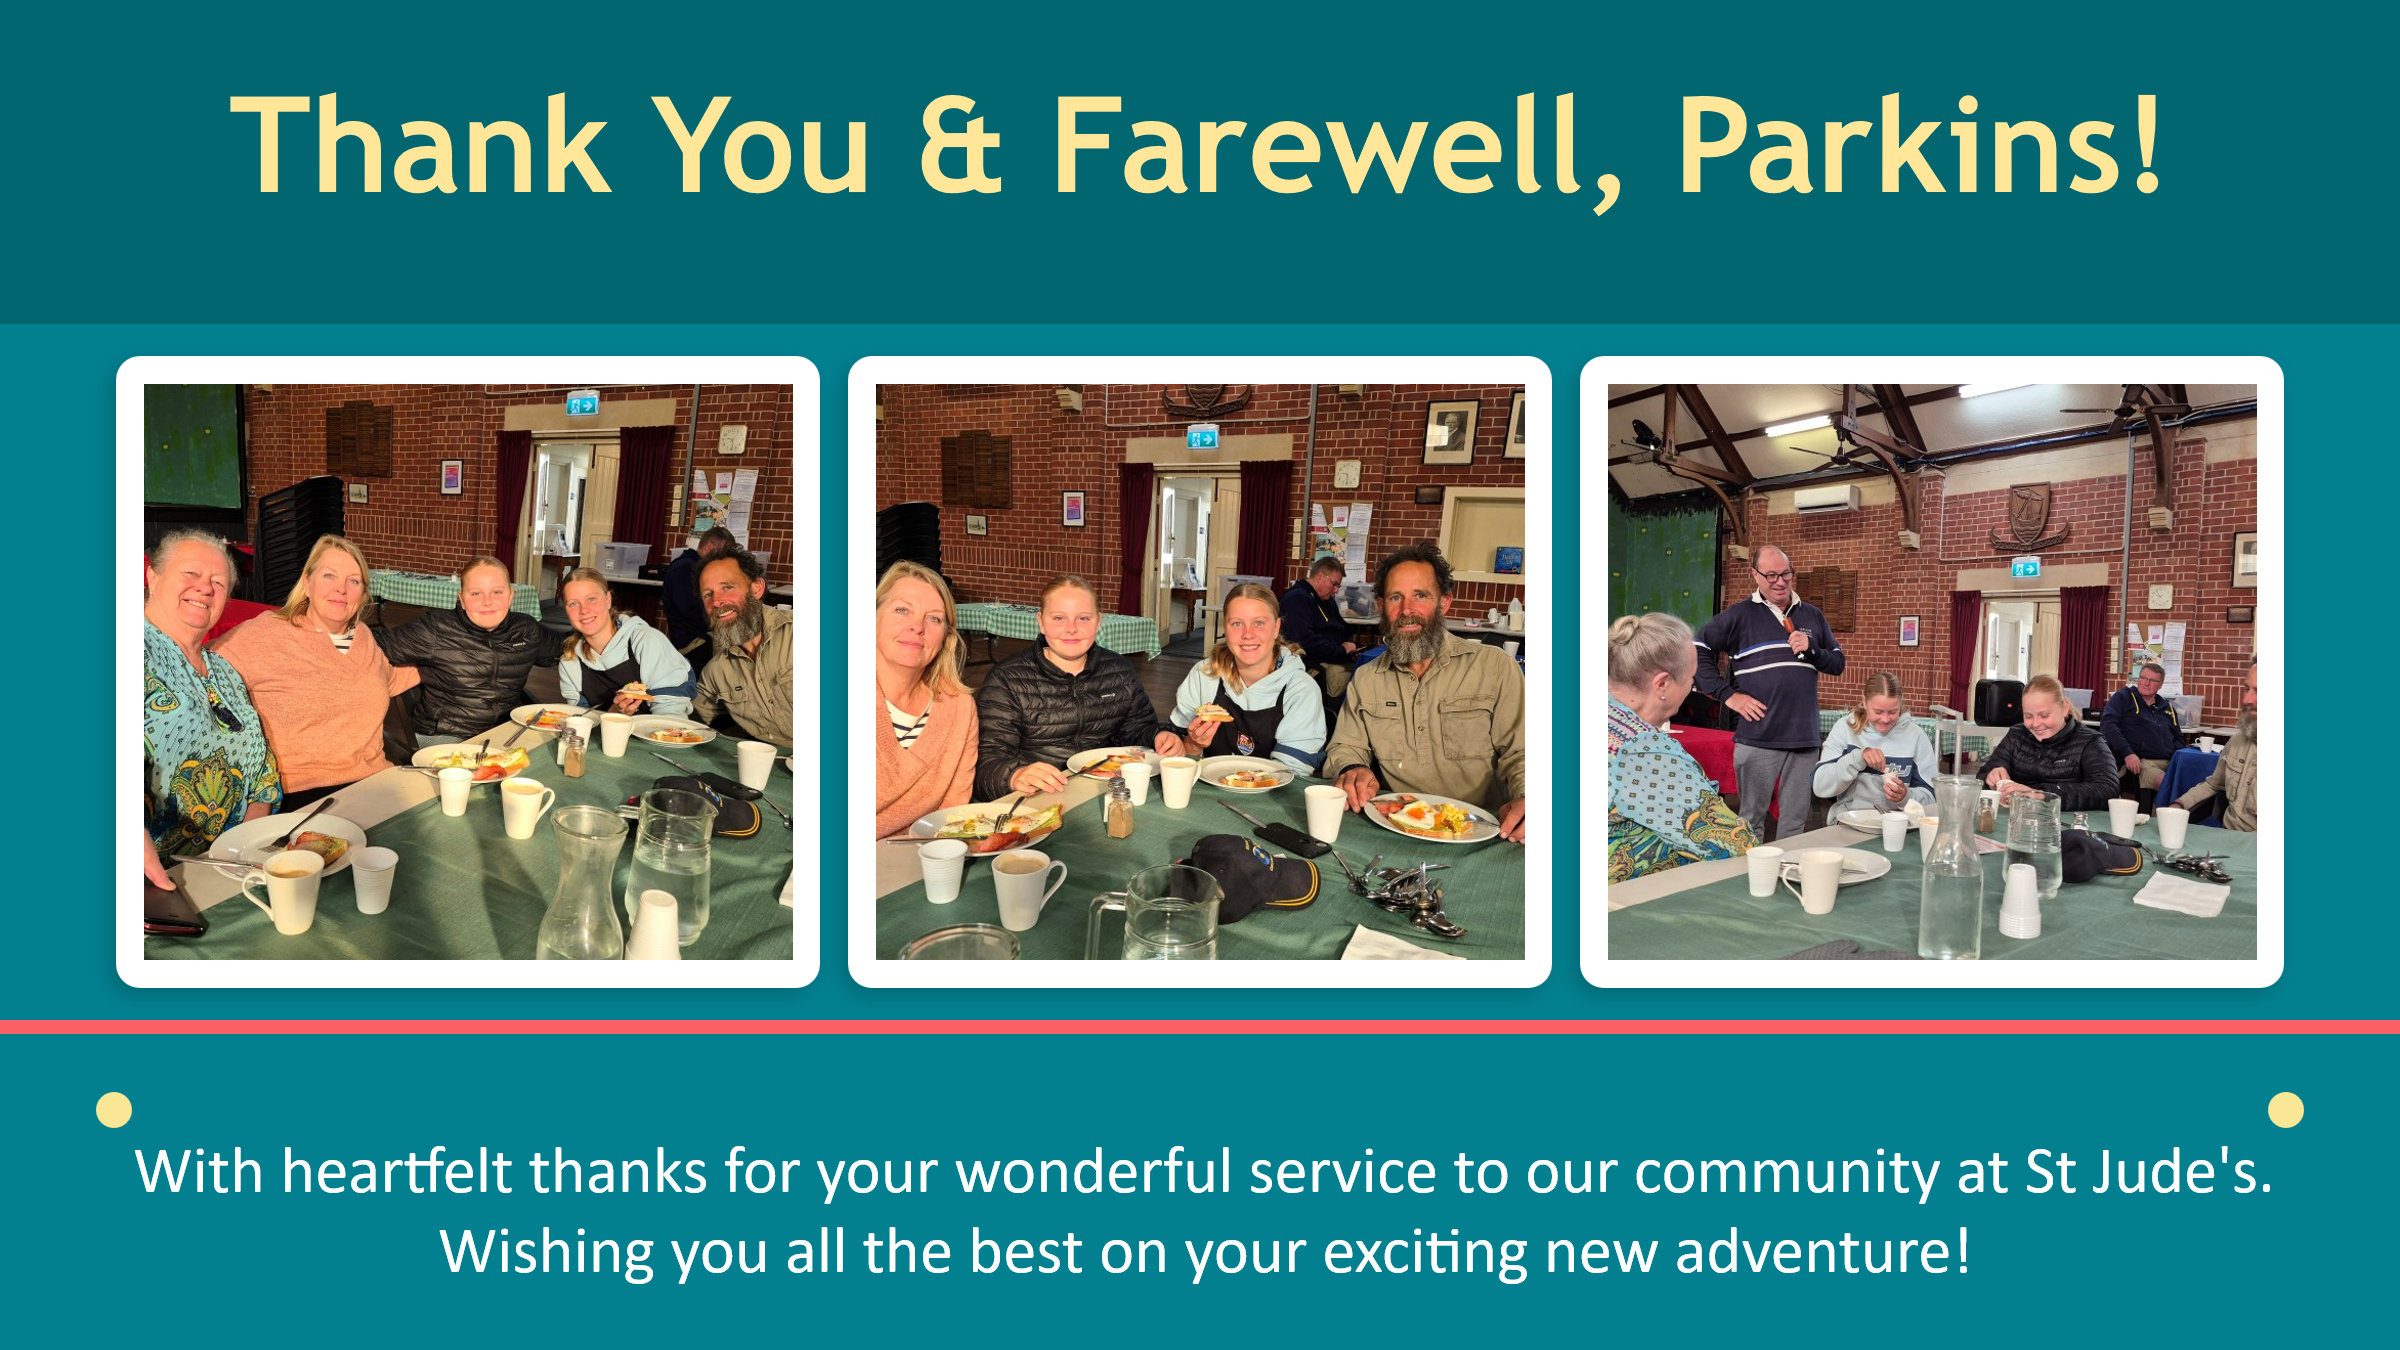 Thank You & Farewell, Parkins!
With heartfelt thanks for your wonderful service to our community at St Jude's.
Wishing you all the best on your exciting new adventure!